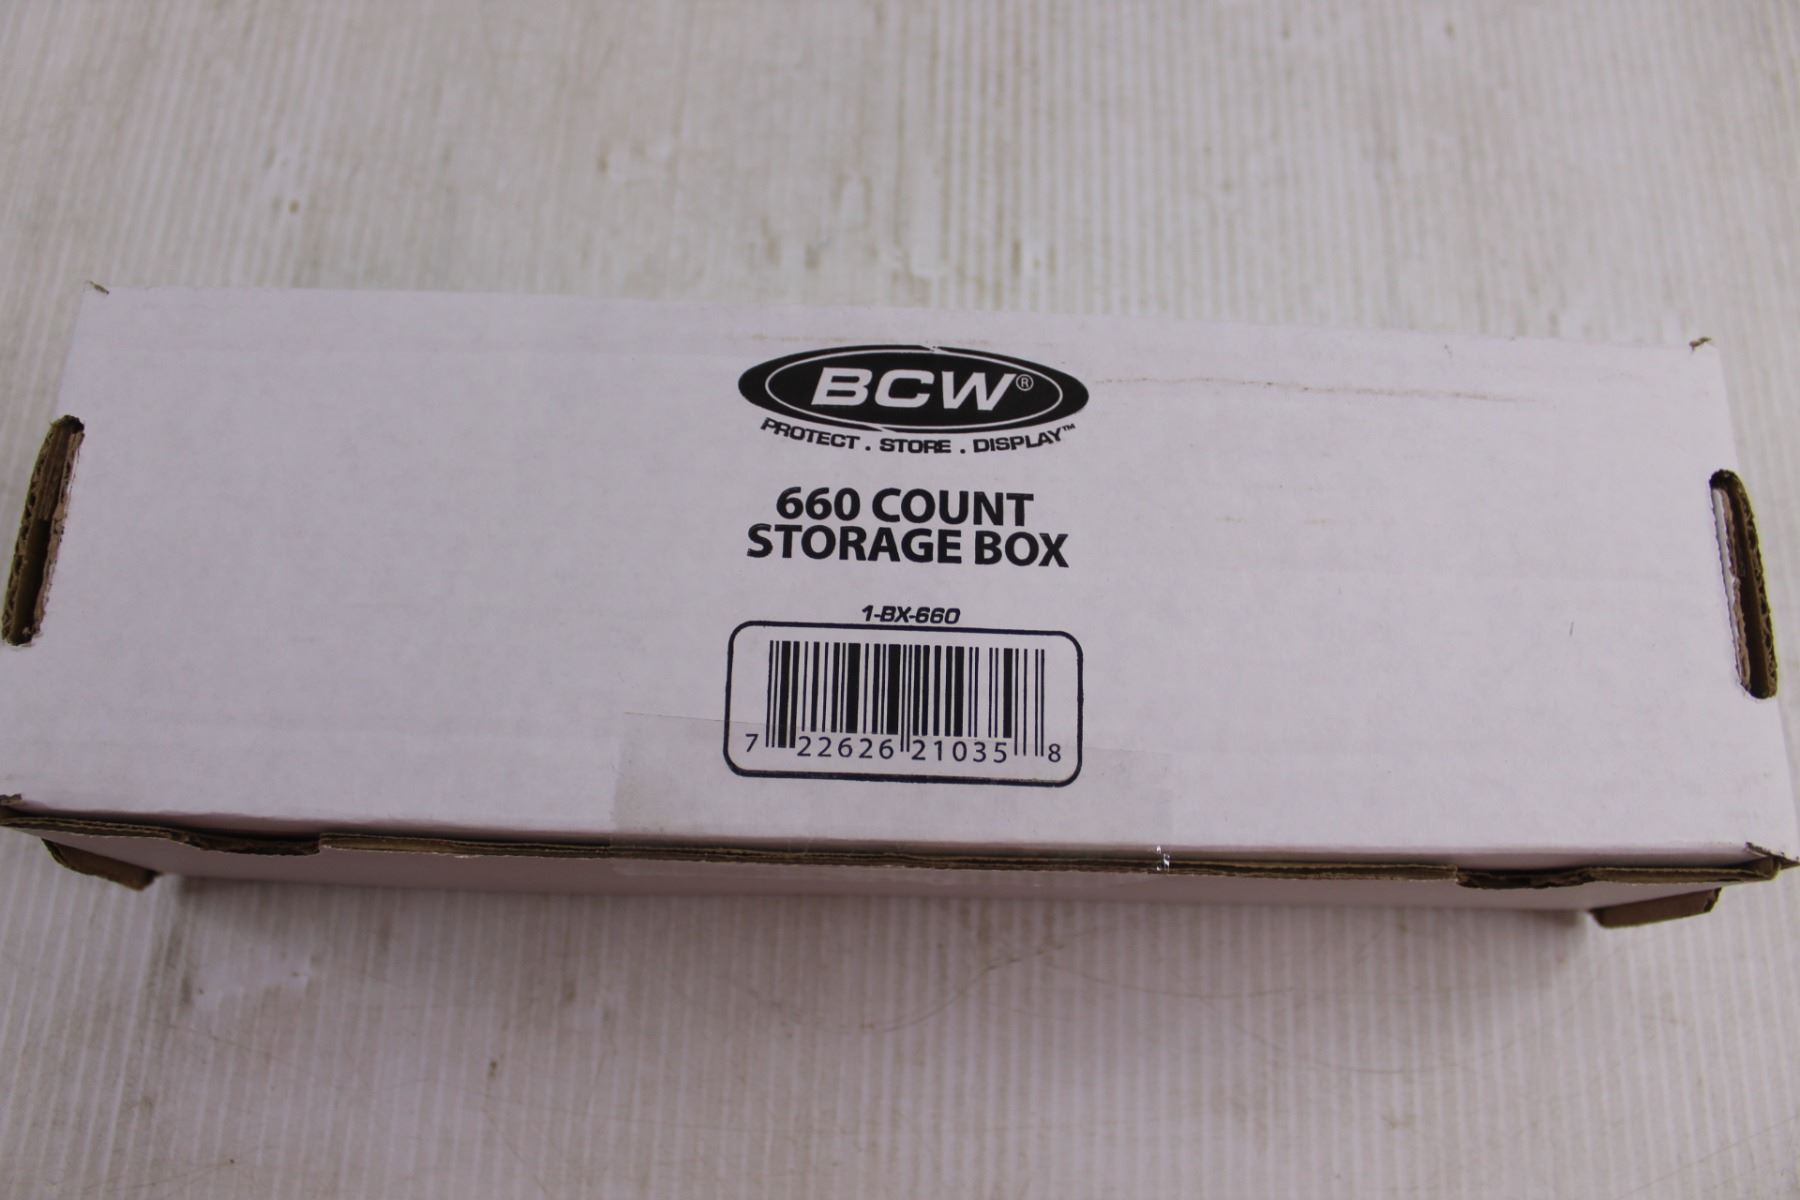 BCW®
PROTECT . STORE . DISPLAY™
660 COUNT
STORAGE BOX
1-BX-660
7 22626 21035 8